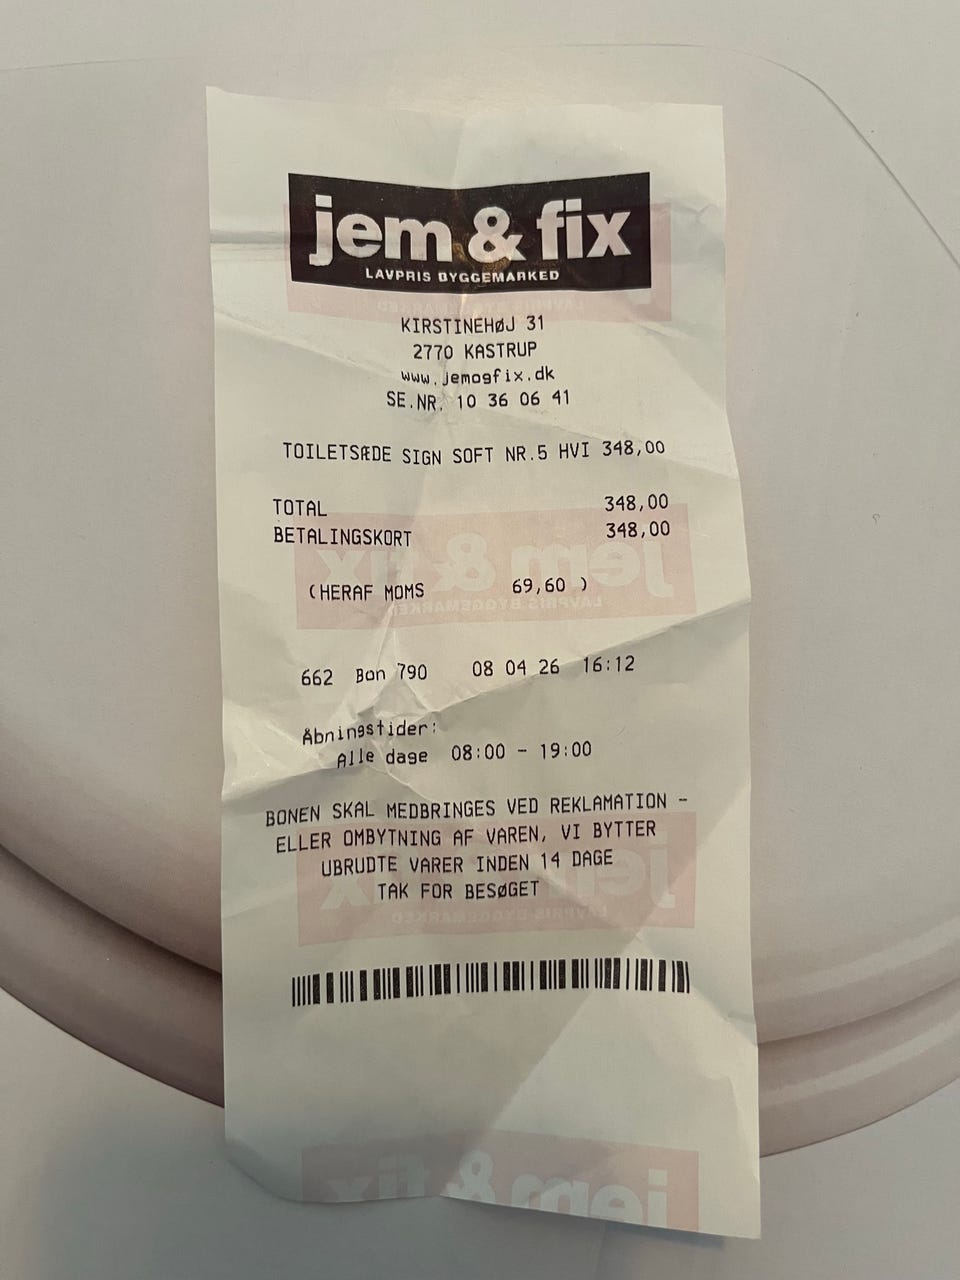 jem & fix
LAVPRIS BYGGEMARKED
KIRSTINEHØJ 31
2770 KASTRUP
www.jemogfix.dk
SE.NR. 10 36 06 41
TOILETSÆDE SIGN SOFT NR.5 HVI 348,00
TOTAL 348,00
BETALINGSKORT 348,00
(HERAF MOMS 69,60 )
662 Bon 790 08 04 26 16:12
Åbningstider:
Alle dage 08:00 - 19:00
BONEN SKAL MEDBRINGES VED REKLAMATION -
ELLER OMBYTNING AF VAREN, VI BYTTER
UBRUDTE VARER INDEN 14 DAGE
TAK FOR BESØGET